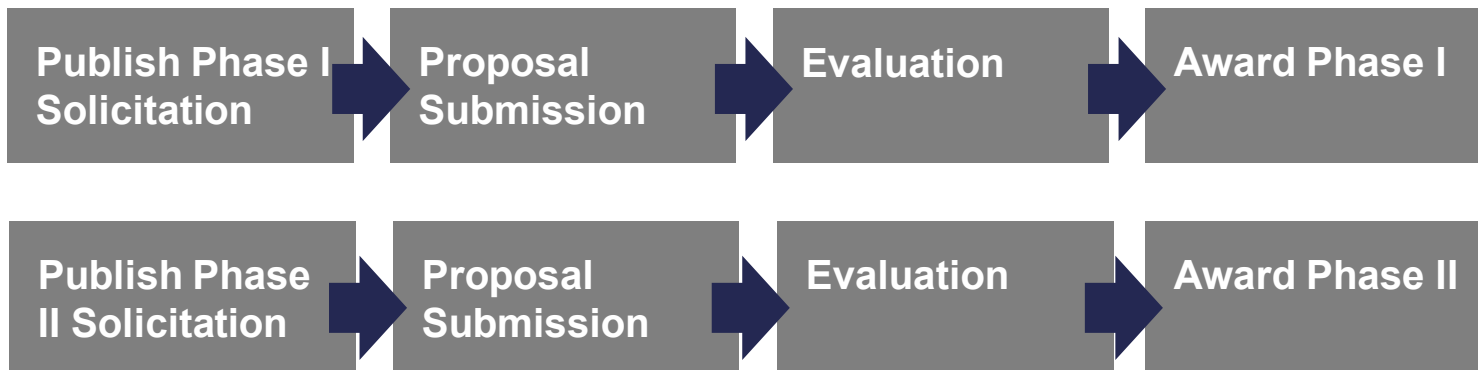 Publish Phase I
Solicitation
Proposal
Submission
Evaluation
Award Phase I
Publish Phase
II Solicitation
Proposal
Submission
Evaluation
Award Phase II